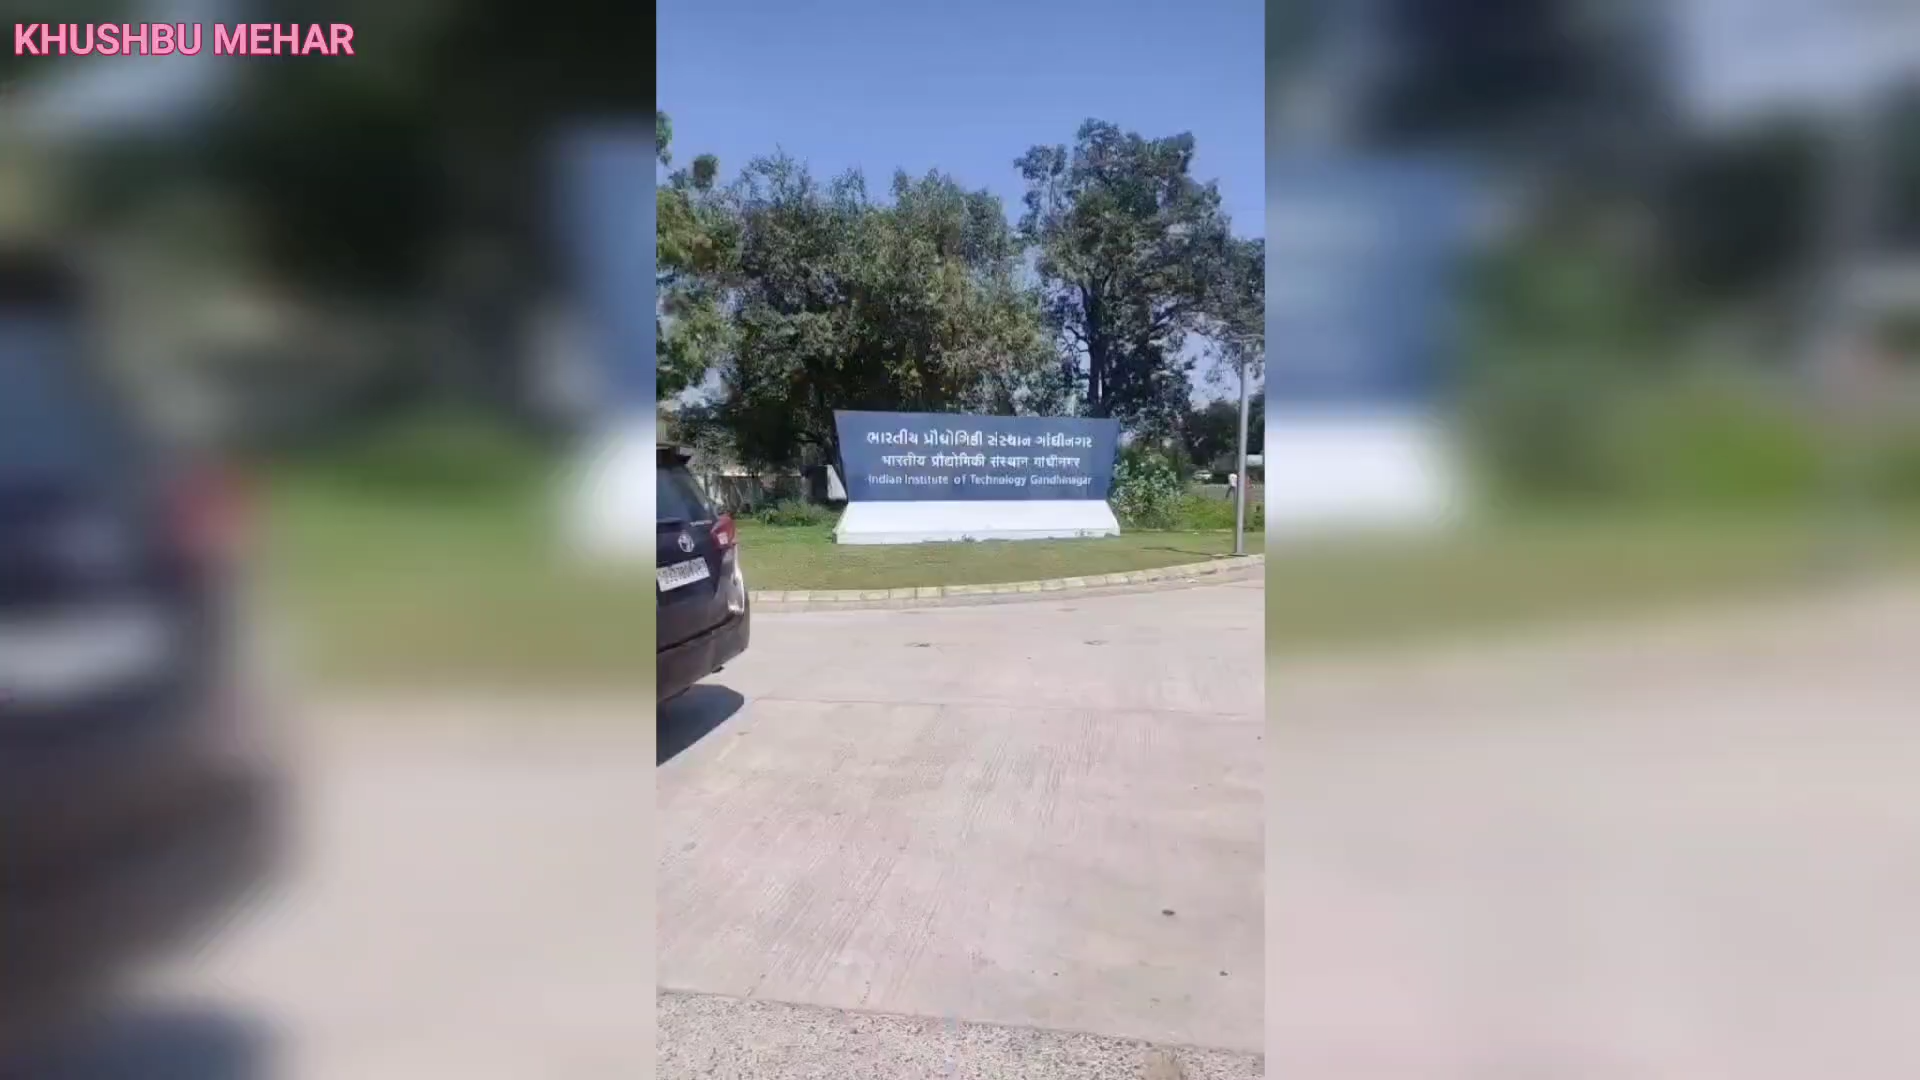 KHUSHBU MEHAR
ભારતીય પ્રૌદ્યોગિકી સંસ્થાન ગાંધીનગર
भारतीय प्रौद्योगिकी संस्थान गांधीनगर
Indian Institute of Technology Gandhinagar